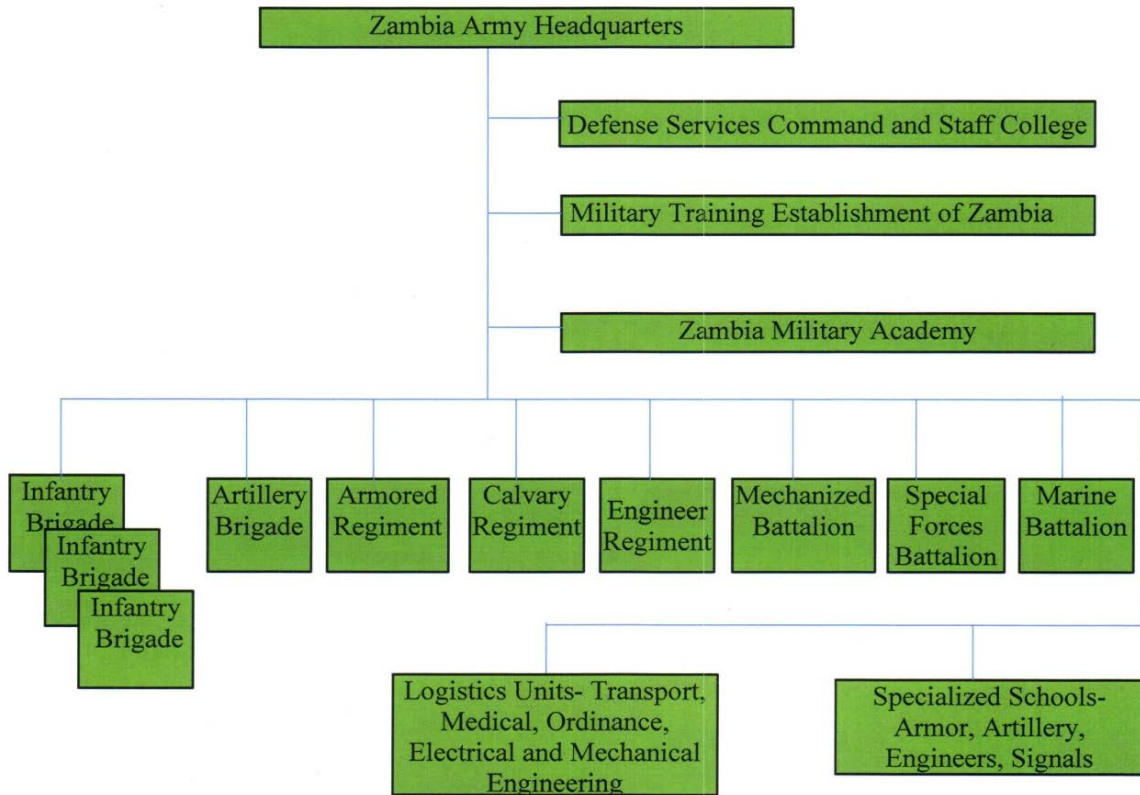 Zambia Army Headquarters
Defense Services Command and Staff College
Military Training Establishment of Zambia
Zambia Military Academy
Infantry
Brigade
Infantry
Brigade
Infantry
Brigade
Artillery
Brigade
Armored
Regiment
Calvary
Regiment
Engineer
Regiment
Mechanized
Battalion
Special
Forces
Battalion
Marine
Battalion
Logistics Units- Transport,
Medical, Ordinance,
Electrical and Mechanical
Engineering
Specialized Schools-
Armor, Artillery,
Engineers, Signals